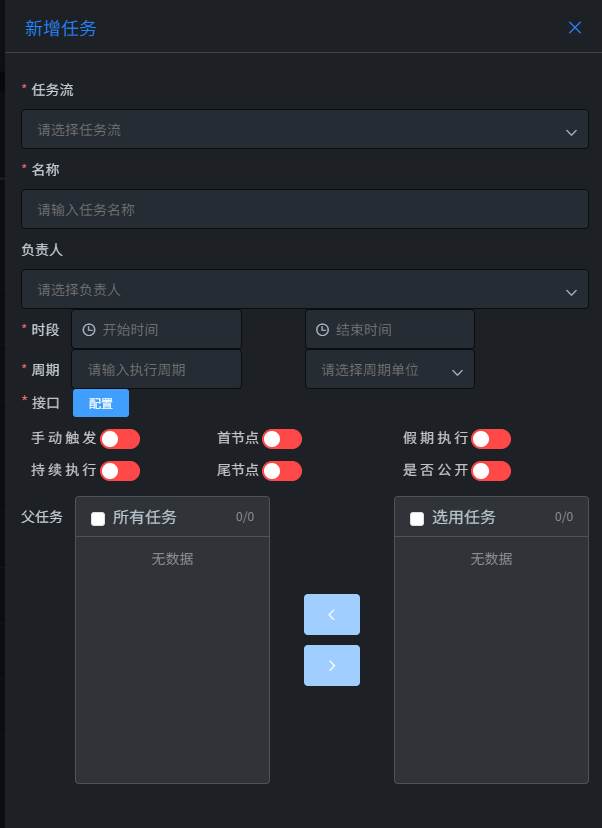 新增任务
* 任务流
请选择任务流
* 名称
请输入任务名称
负责人
请选择负责人
* 时段 开始时间 结束时间
* 周期 请输入执行周期 请选择周期单位
* 接口 配置
手动触发 首节点 假期执行
持续执行 尾节点 是否公开
父任务 所有任务 0/0 选用任务 0/0
无数据 无数据